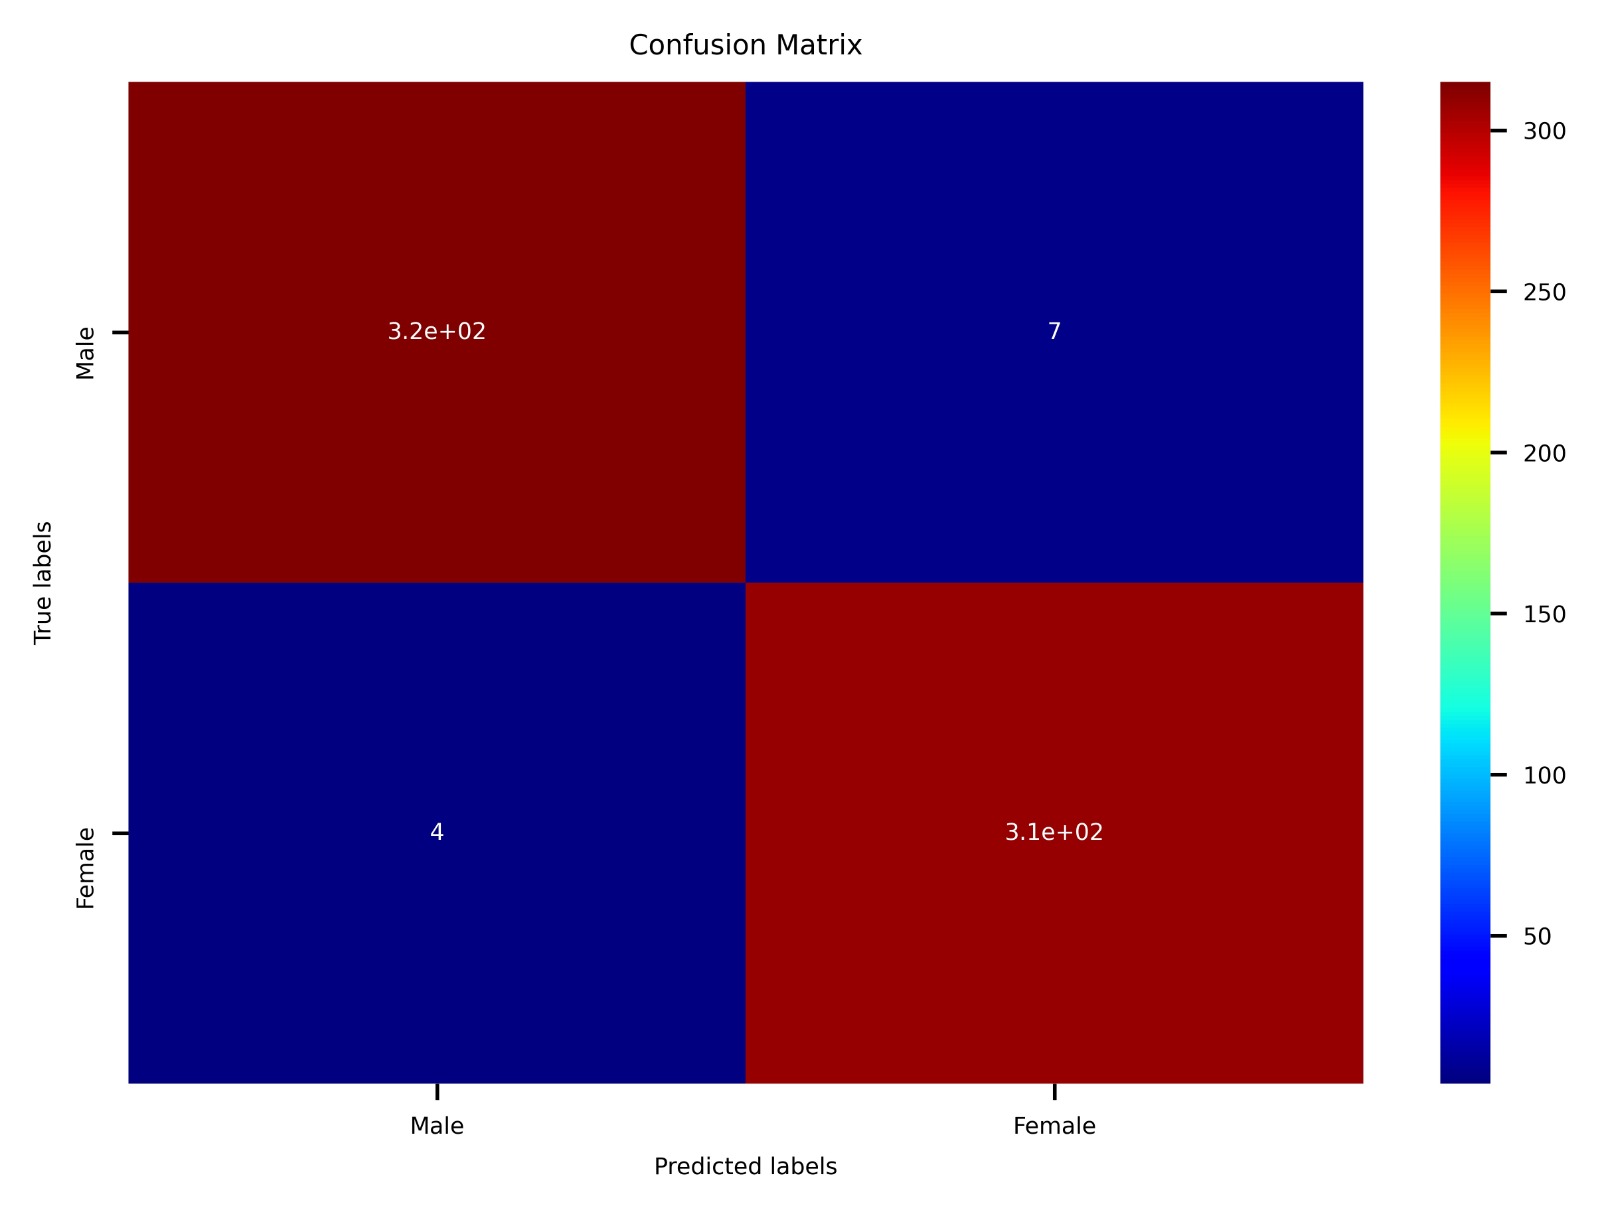 Confusion Matrix
Male
3.2e+02
7
Female
4
3.1e+02
True labels
Male
Female
Predicted labels
300
250
200
150
100
50